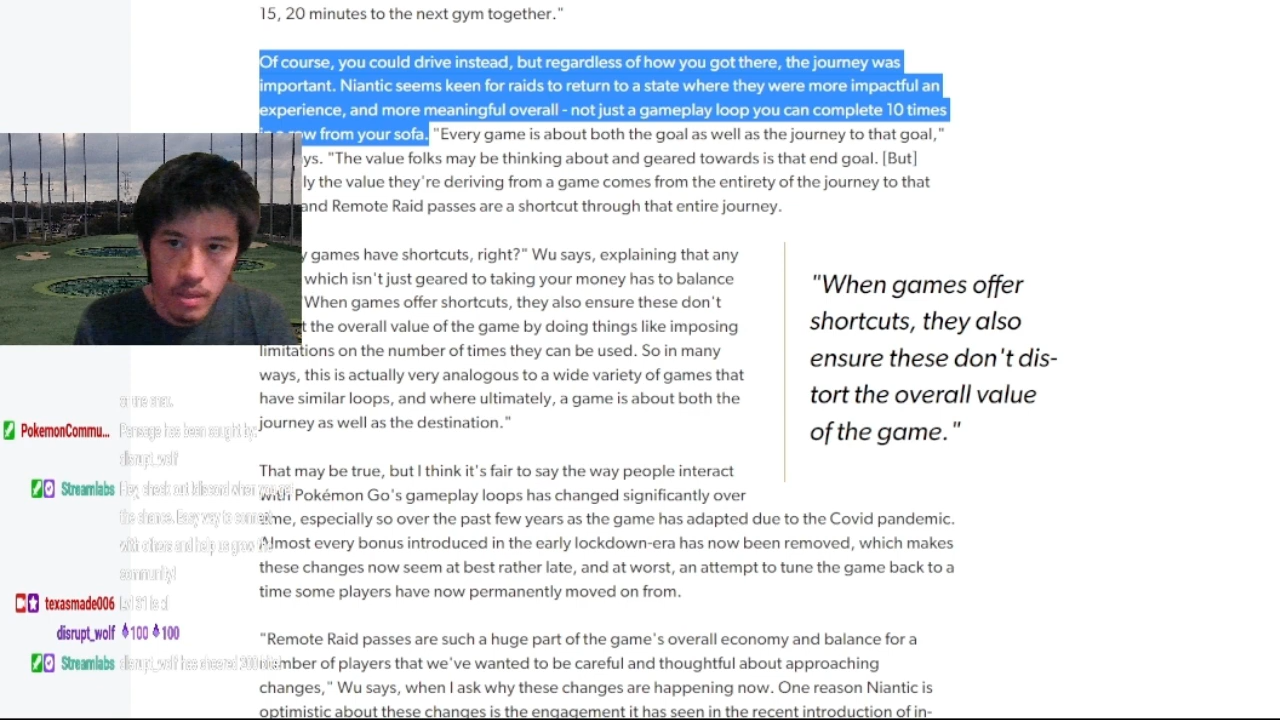 15, 20 minutes to the next gym together."
Of course, you could drive instead, but regardless of how you got there, the journey was
important. Niantic seems keen for raids to return to a state where they were more impactful an
experience, and more meaningful overall - not just a gameplay loop you can complete 10 times
from your sofa. "Every game is about both the goal as well as the journey to that goal,"
"The value folks may be thinking about and geared towards is that end goal. [But]
the value they're deriving from a game comes from the entirety of the journey to that
and Remote Raid passes are a shortcut through that entire journey.
games have shortcuts, right?" Wu says, explaining that any
which isn't just geared to taking your money has to balance
"When games offer shortcuts, they also ensure these don't
the overall value of the game by doing things like imposing
limitations on the number of times they can be used. So in many
ways, this is actually very analogous to a wide variety of games that
have similar loops, and where ultimately, a game is about both the
journey as well as the destination."
"When games offer
shortcuts, they also
ensure these don't dis-
tort the overall value
of the game."
That may be true, but I think it's fair to say the way people interact
with Pokémon Go's gameplay loops has changed significantly over
time, especially so over the past few years as the game has adapted due to the Covid pandemic.
Almost every bonus introduced in the early lockdown-era has now been removed, which makes
these changes now seem at best rather late, and at worst, an attempt to tune the game back to a
time some players have now permanently moved on from.
"Remote Raid passes are such a huge part of the game's overall economy and balance for a
number of players that we've wanted to be careful and thoughtful about approaching
changes," Wu says, when I ask why these changes are happening now. One reason Niantic is
optimistic about these changes is the engagement it has seen in the recent introduction of in-
PokemonCommu... Pansage has been caught by:
disrupt_wolf
Streamlabs
community!
texasmade006
disrupt_wolf 100 100
Streamlabs disrupt_wolf has cheered